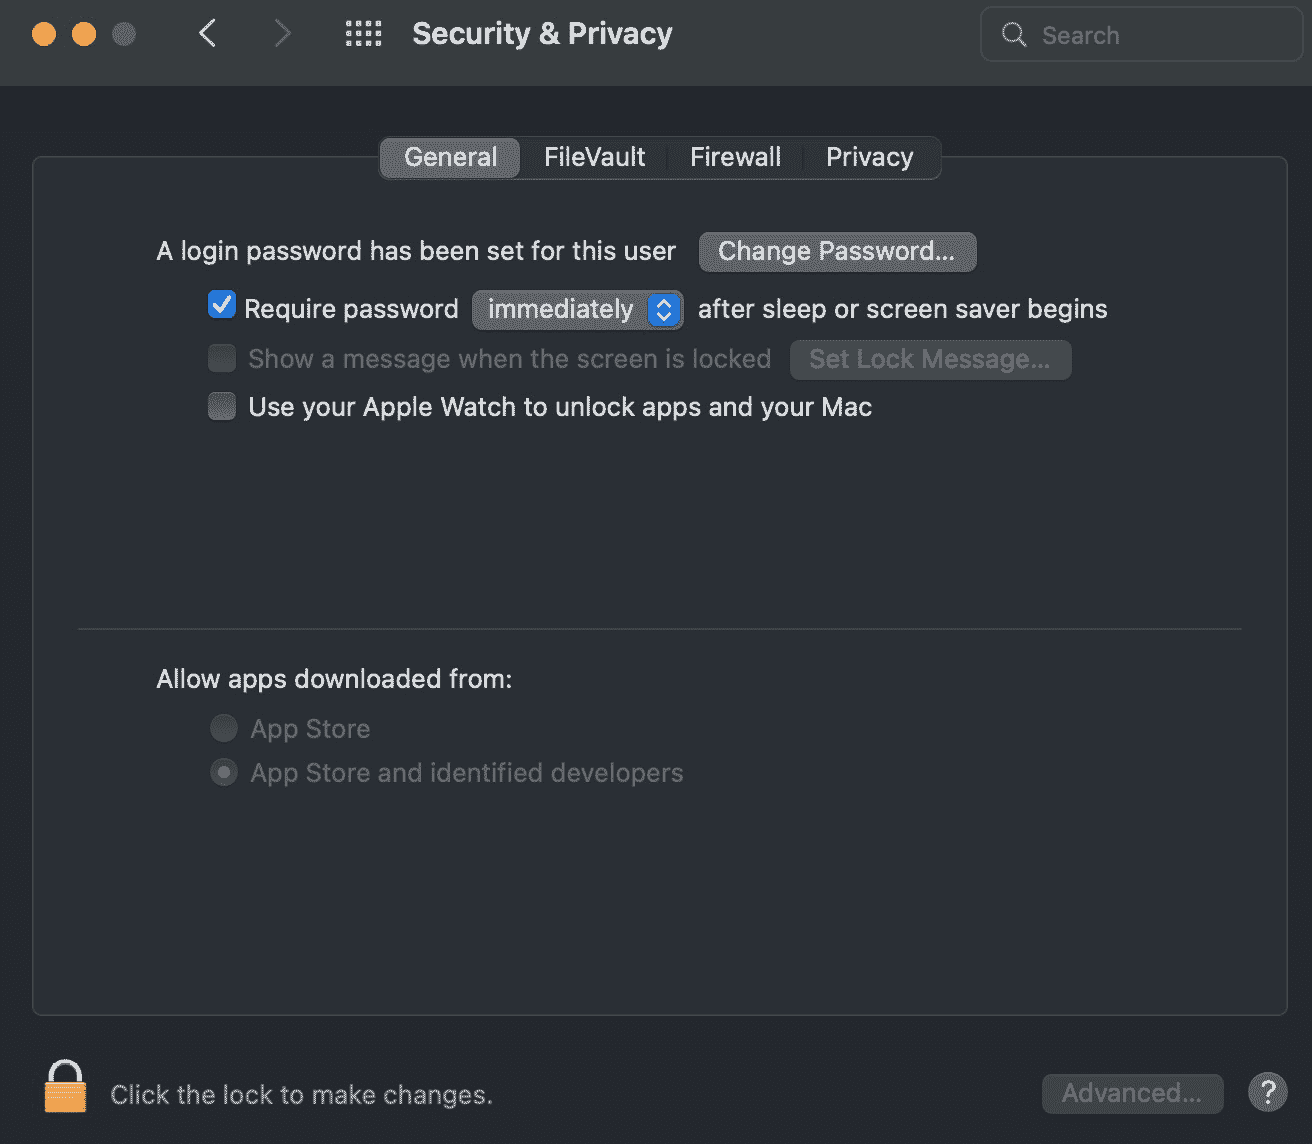 Security & Privacy
Search
General FileVault Firewall Privacy
A login password has been set for this user Change Password...
Require password immediately after sleep or screen saver begins
Show a message when the screen is locked Set Lock Message...
Use your Apple Watch to unlock apps and your Mac
Allow apps downloaded from:
App Store
App Store and identified developers
Click the lock to make changes.
Advanced... ?